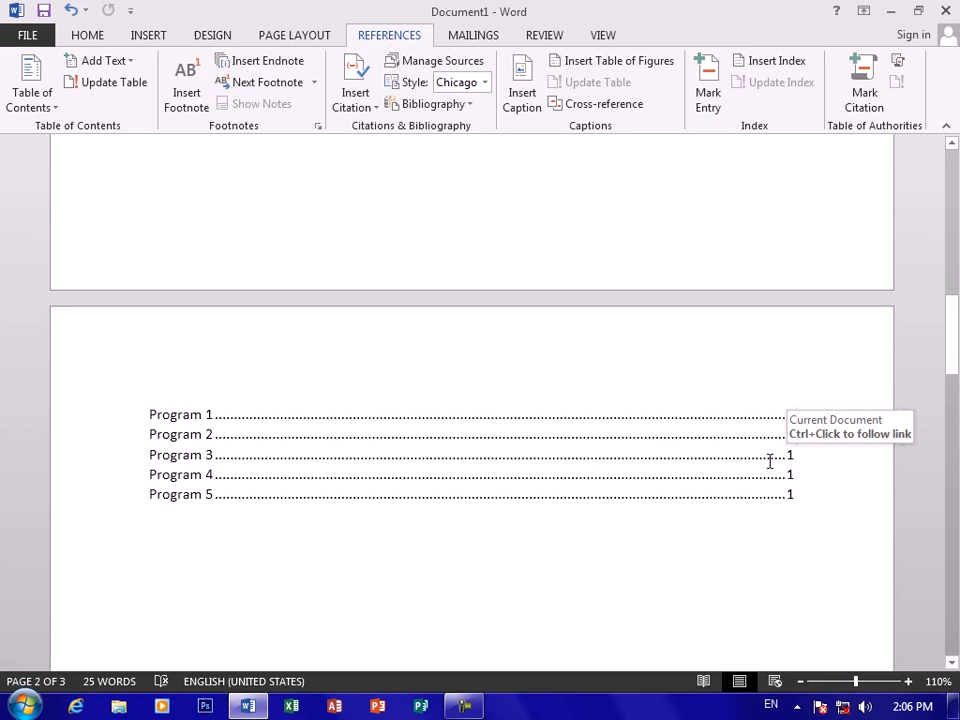 Document1 - Word
Sign in
FILE HOME INSERT DESIGN PAGE LAYOUT REFERENCES MAILINGS REVIEW VIEW
Table of Contents
Add Text
Update Table
Table of Contents
AB1
Insert Footnote
Insert Endnote
AB1 Next Footnote
Show Notes
Footnotes
Insert Citation
Manage Sources
Style: Chicago
Bibliography
Citations & Bibliography
Insert Caption
Insert Table of Figures
Update Table
Cross-reference
Captions
Mark Entry
Insert Index
Update Index
Index
Mark Citation
Table of Authorities
Program 1
Program 2
Program 3 1
Program 4 1
Program 5 1
Current Document
Ctrl+Click to follow link
PAGE 2 OF 3 25 WORDS ENGLISH (UNITED STATES) 110%
EN 2:06 PM